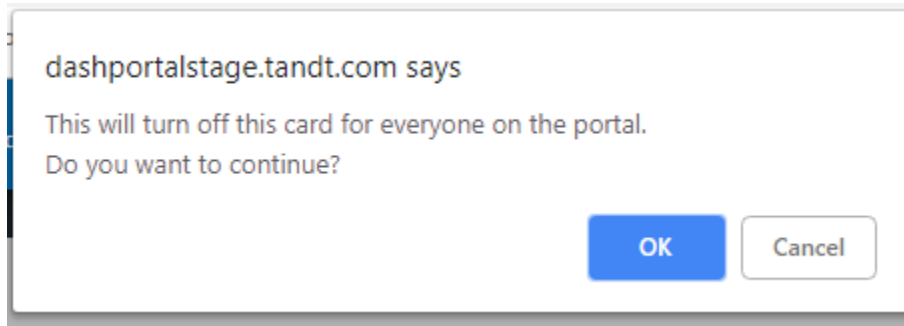 dashportalstage.tandt.com says
This will turn off this card for everyone on the portal.
Do you want to continue?
OK
Cancel